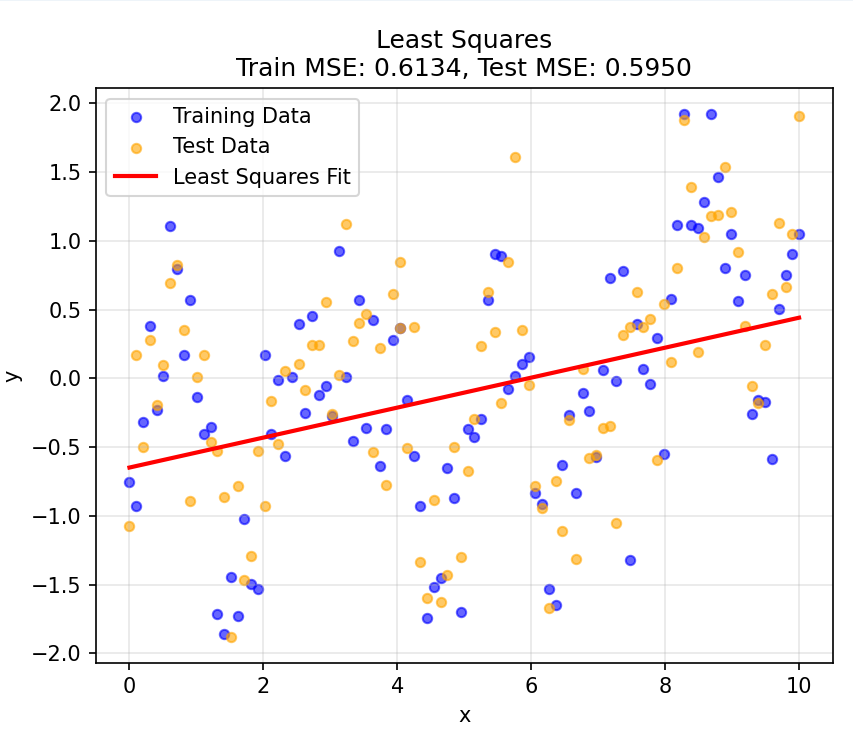 Least Squares
Train MSE: 0.6134, Test MSE: 0.5950
Training Data
Test Data
Least Squares Fit
2.0
1.5
1.0
0.5
0.0
−0.5
−1.0
−1.5
−2.0
y
0 2 4 6 8 10
x